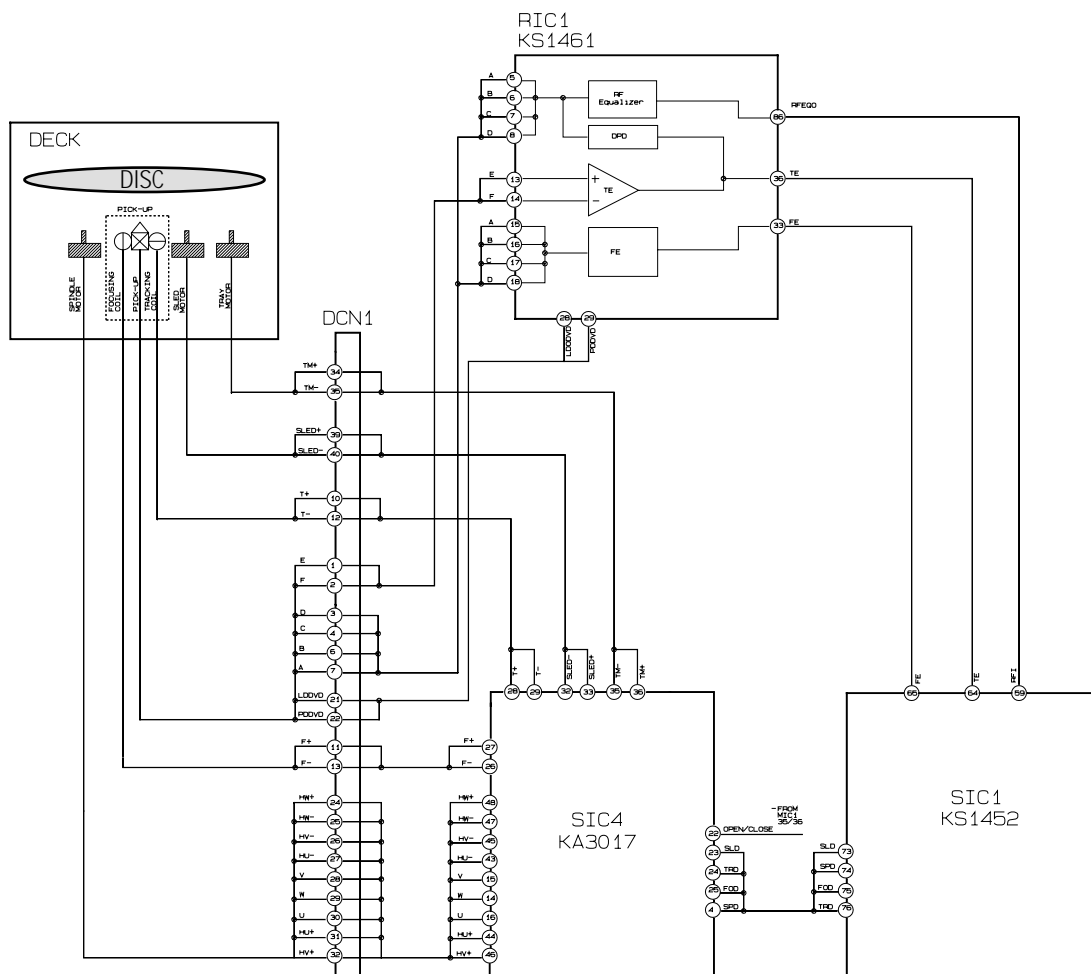 RIC1
KS1461
A
5
B
6
C
7
D
8
RF
Equalizer
DPD
86
RFEQO
E
13
F
14
+
TE
-
36
TE
A
15
B
16
C
17
D
18
FE
33
FE
28
29
LDODVD
PDDVD
DECK
DISC
PICK-UP
SPINDLE
MOTOR
FOCUSING
COIL
PICK-UP
TRACKING
COIL
SLED
MOTOR
TRAY
MOTOR
DCN1
TM+
34
TM-
35
SLED+
39
SLED-
40
T+
10
T-
12
E
1
F
2
D
3
C
4
B
6
A
7
LDDVD
21
PDDVD
22
F+
11
F-
13
HW+
24
HW-
25
HV-
26
HU-
27
V
28
W
29
U
30
HU+
31
HV+
32
T+
T-
SLED-
SLED+
TM-
TM+
28
29
32
33
35
36
F+
27
F-
26
HW+
48
HW-
47
HV-
45
HU-
43
V
15
W
14
U
16
HU+
44
HV+
46
SIC4
KA3017
-FROM
MIC1
35/36
22
OPEN/CLOSE
23
SLD
24
TRD
25
FOD
4
SPD
FE
TE
RFI
65
64
59
SIC1
KS1452
SLD
73
SPD
74
FOD
75
TRD
76